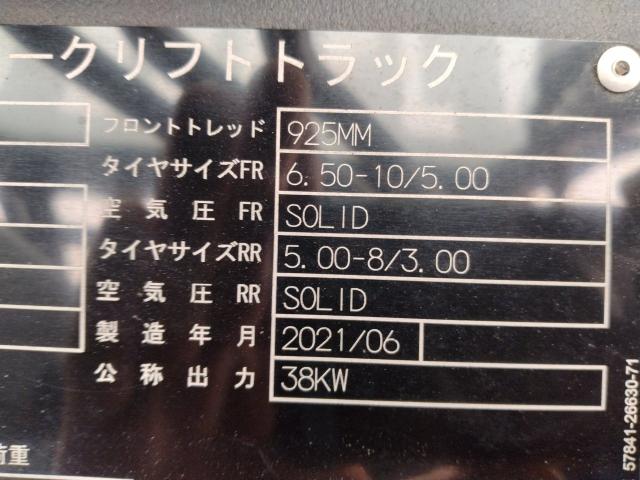 ークリフトトラック
フロントトレッド 925MM
タイヤサイズFR 6.50-10/5.00
空気圧 FR SOLID
タイヤサイズRR 5.00-8/3.00
空気圧 RR SOLID
製造年月 2021/06
公称出力 38KW
荷重
57841-26630-71